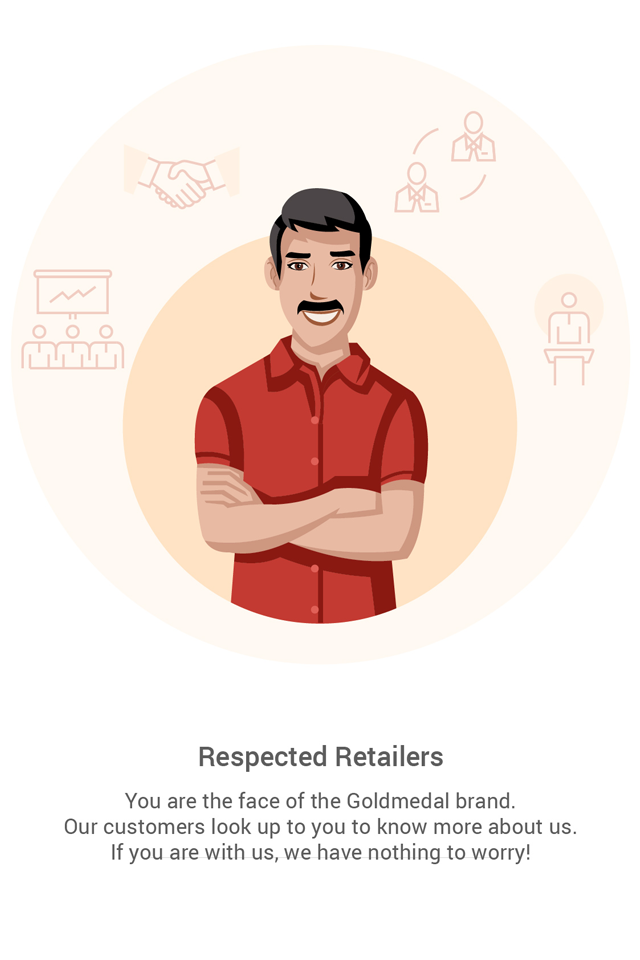 Respected Retailers
You are the face of the Goldmedal brand.
Our customers look up to you to know more about us.
If you are with us, we have nothing to worry!